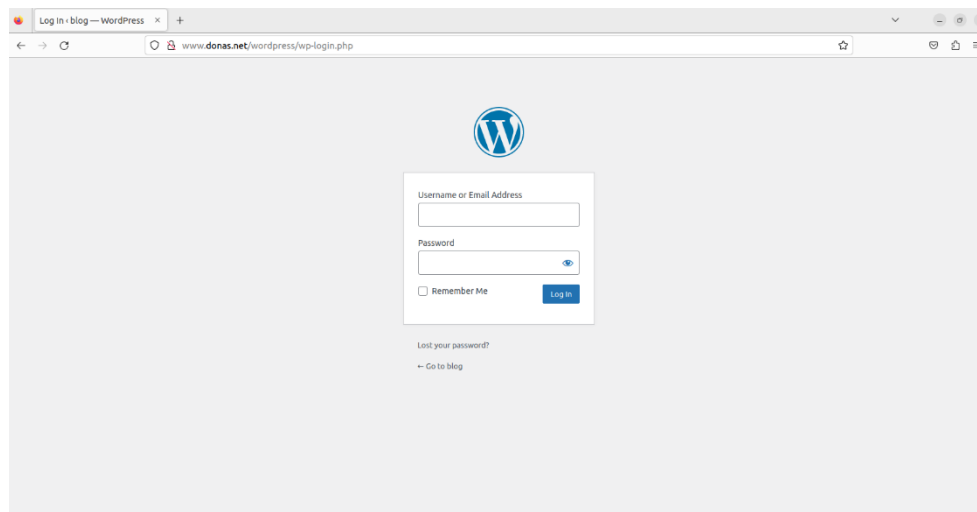 Log In ‹ blog — WordPress
www.donas.net/wordpress/wp-login.php
Username or Email Address
Password
Remember Me
Log In
Lost your password?
← Go to blog